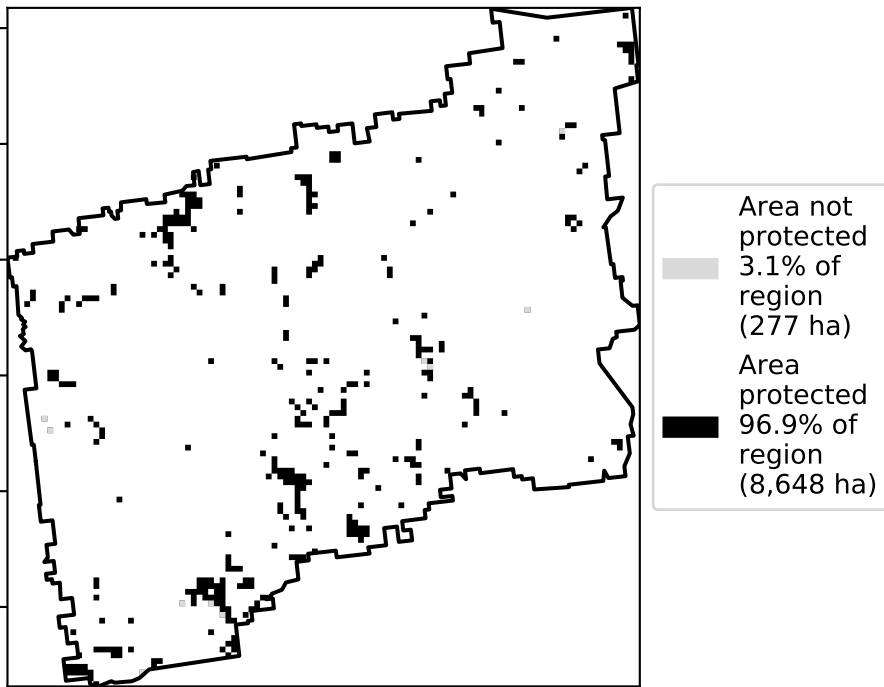 Area not
protected
3.1% of
region
(277 ha)
Area
protected
96.9% of
region
(8,648 ha)